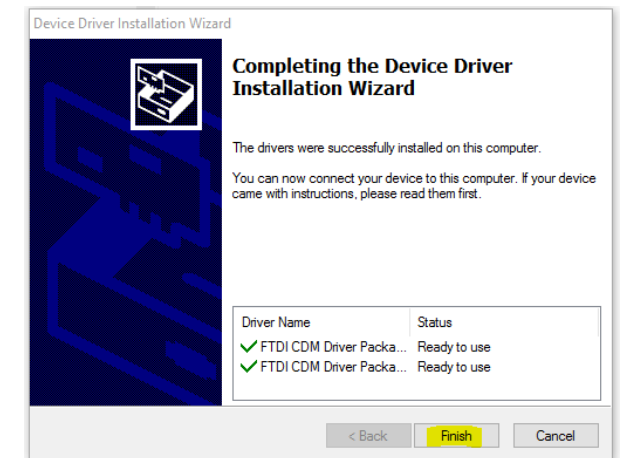 Device Driver Installation Wizard
Completing the Device Driver
Installation Wizard
The drivers were successfully installed on this computer.
You can now connect your device to this computer. If your device
came with instructions, please read them first.
Driver Name Status
FTDI CDM Driver Packa... Ready to use
FTDI CDM Driver Packa... Ready to use
< Back Finish Cancel